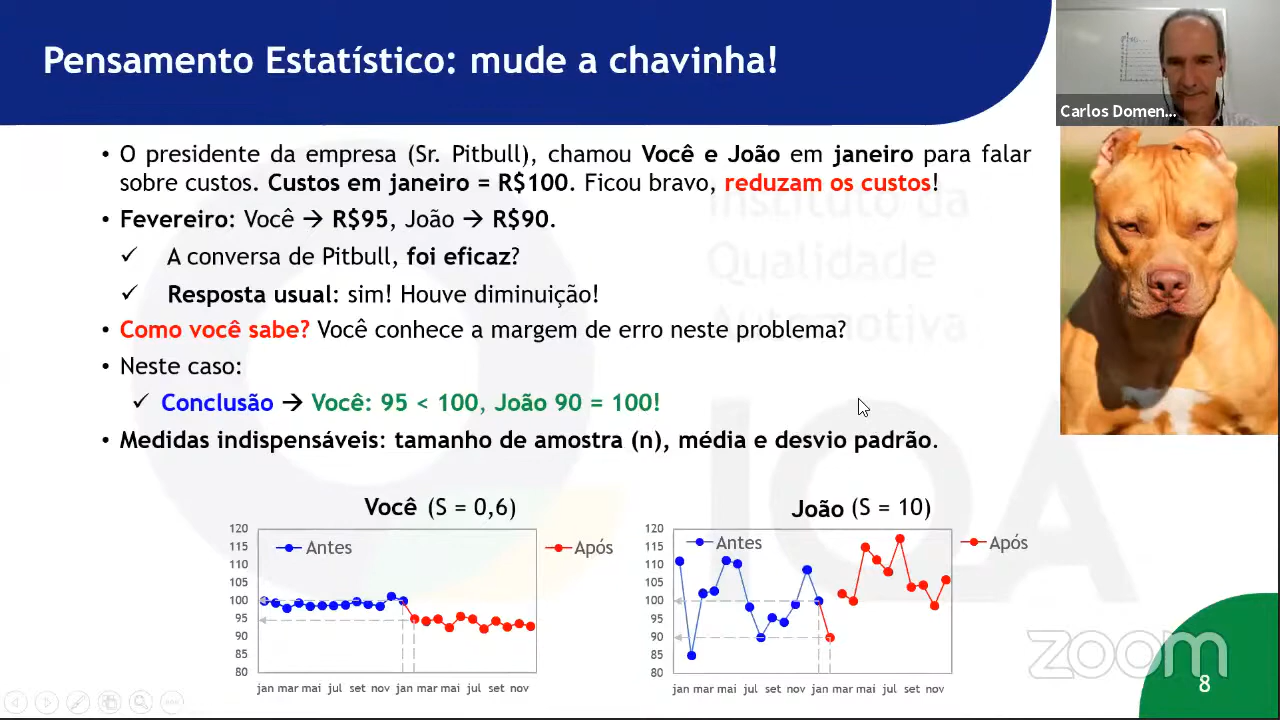 Pensamento Estatístico: mude a chavinha!
Carlos Domen...
• O presidente da empresa (Sr. Pitbull), chamou Você e João em janeiro para falar
sobre custos. Custos em janeiro = R$100. Ficou bravo, reduzam os custos!
• Fevereiro: Você → R$95, João → R$90.
✓ A conversa de Pitbull, foi eficaz?
✓ Resposta usual: sim! Houve diminuição!
• Como você sabe? Você conhece a margem de erro neste problema?
• Neste caso:
✓ Conclusão → Você: 95 < 100, João 90 = 100!
• Medidas indispensáveis: tamanho de amostra (n), média e desvio padrão.
Instituto da
Qualidade
Automotiva
IQA
Você (S = 0,6)
Antes
Após
120
115
110
105
100
95
90
85
80
jan mar mai jul set nov jan mar mai jul set nov
João (S = 10)
Antes
Após
120
115
110
105
100
95
90
85
80
jan mar mai jul set nov jan mar mai jul set nov
zoom
8